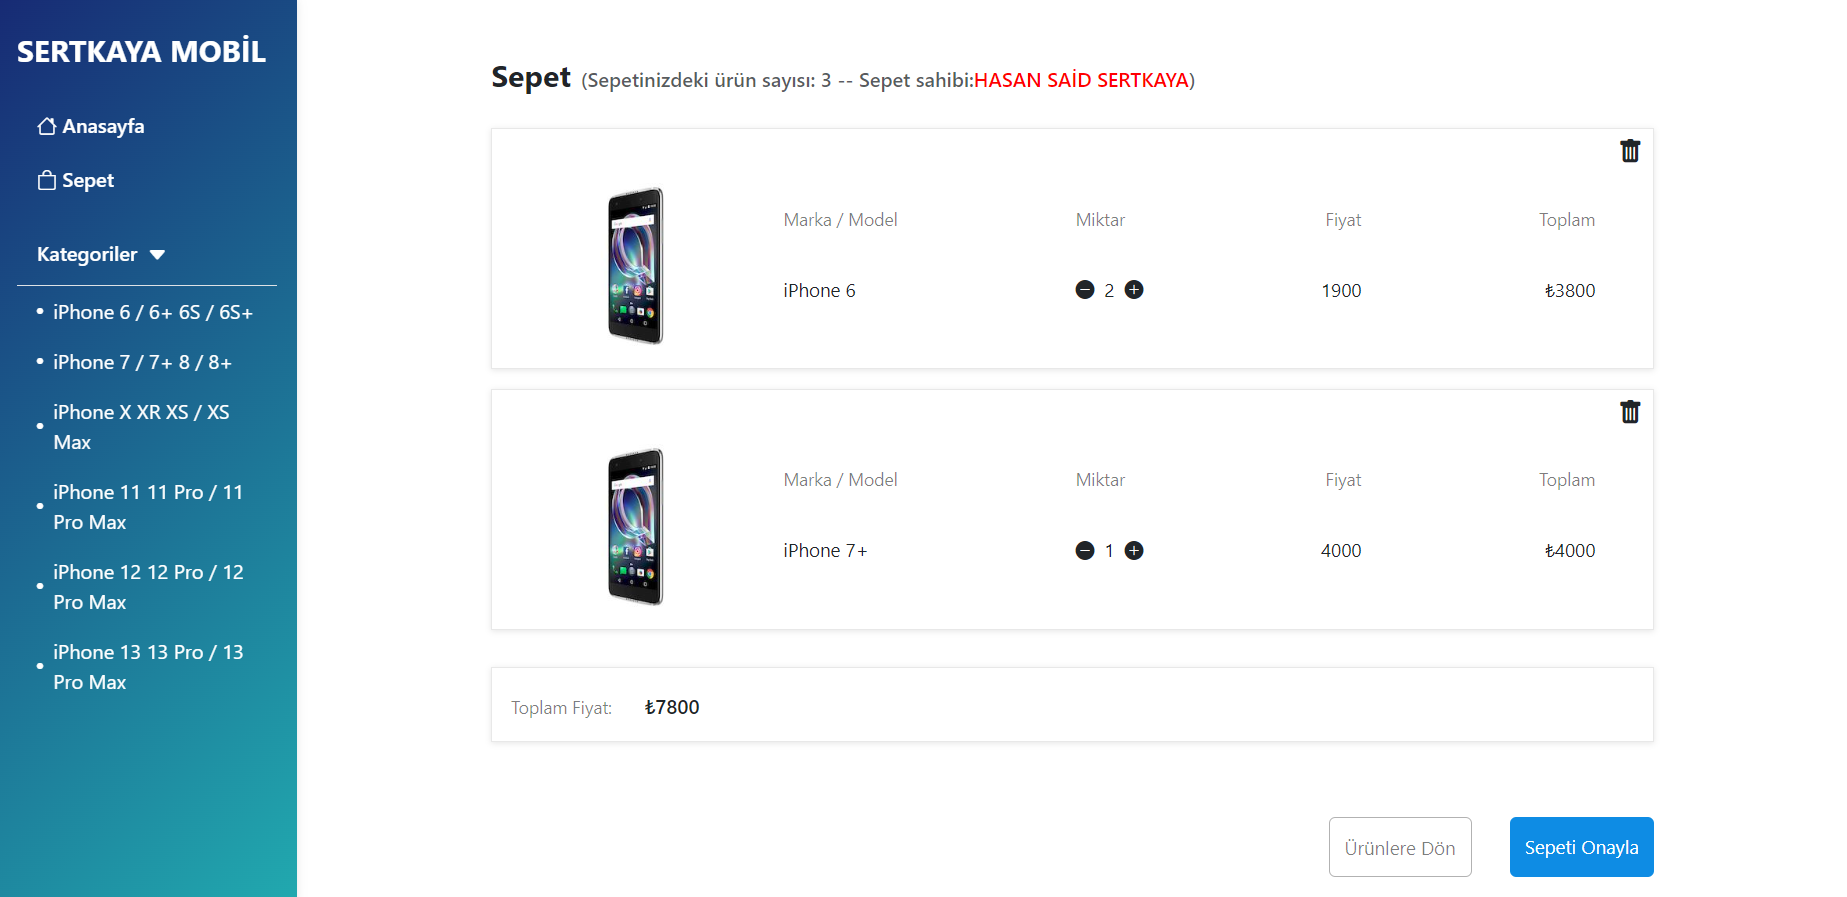 SERTKAYA MOBİL
Anasayfa
Sepet
Kategoriler
iPhone 6 / 6+ 6S / 6S+
iPhone 7 / 7+ 8 / 8+
iPhone X XR XS / XS
Max
iPhone 11 11 Pro / 11
Pro Max
iPhone 12 12 Pro / 12
Pro Max
iPhone 13 13 Pro / 13
Pro Max
Sepet (Sepetinizdeki ürün sayısı: 3 -- Sepet sahibi:HASAN SAİD SERTKAYA)
Marka / Model Miktar Fiyat Toplam
iPhone 6 2 1900 ₺3800
Marka / Model Miktar Fiyat Toplam
iPhone 7+ 1 4000 ₺4000
Toplam Fiyat: ₺7800
Ürünlere Dön Sepeti Onayla